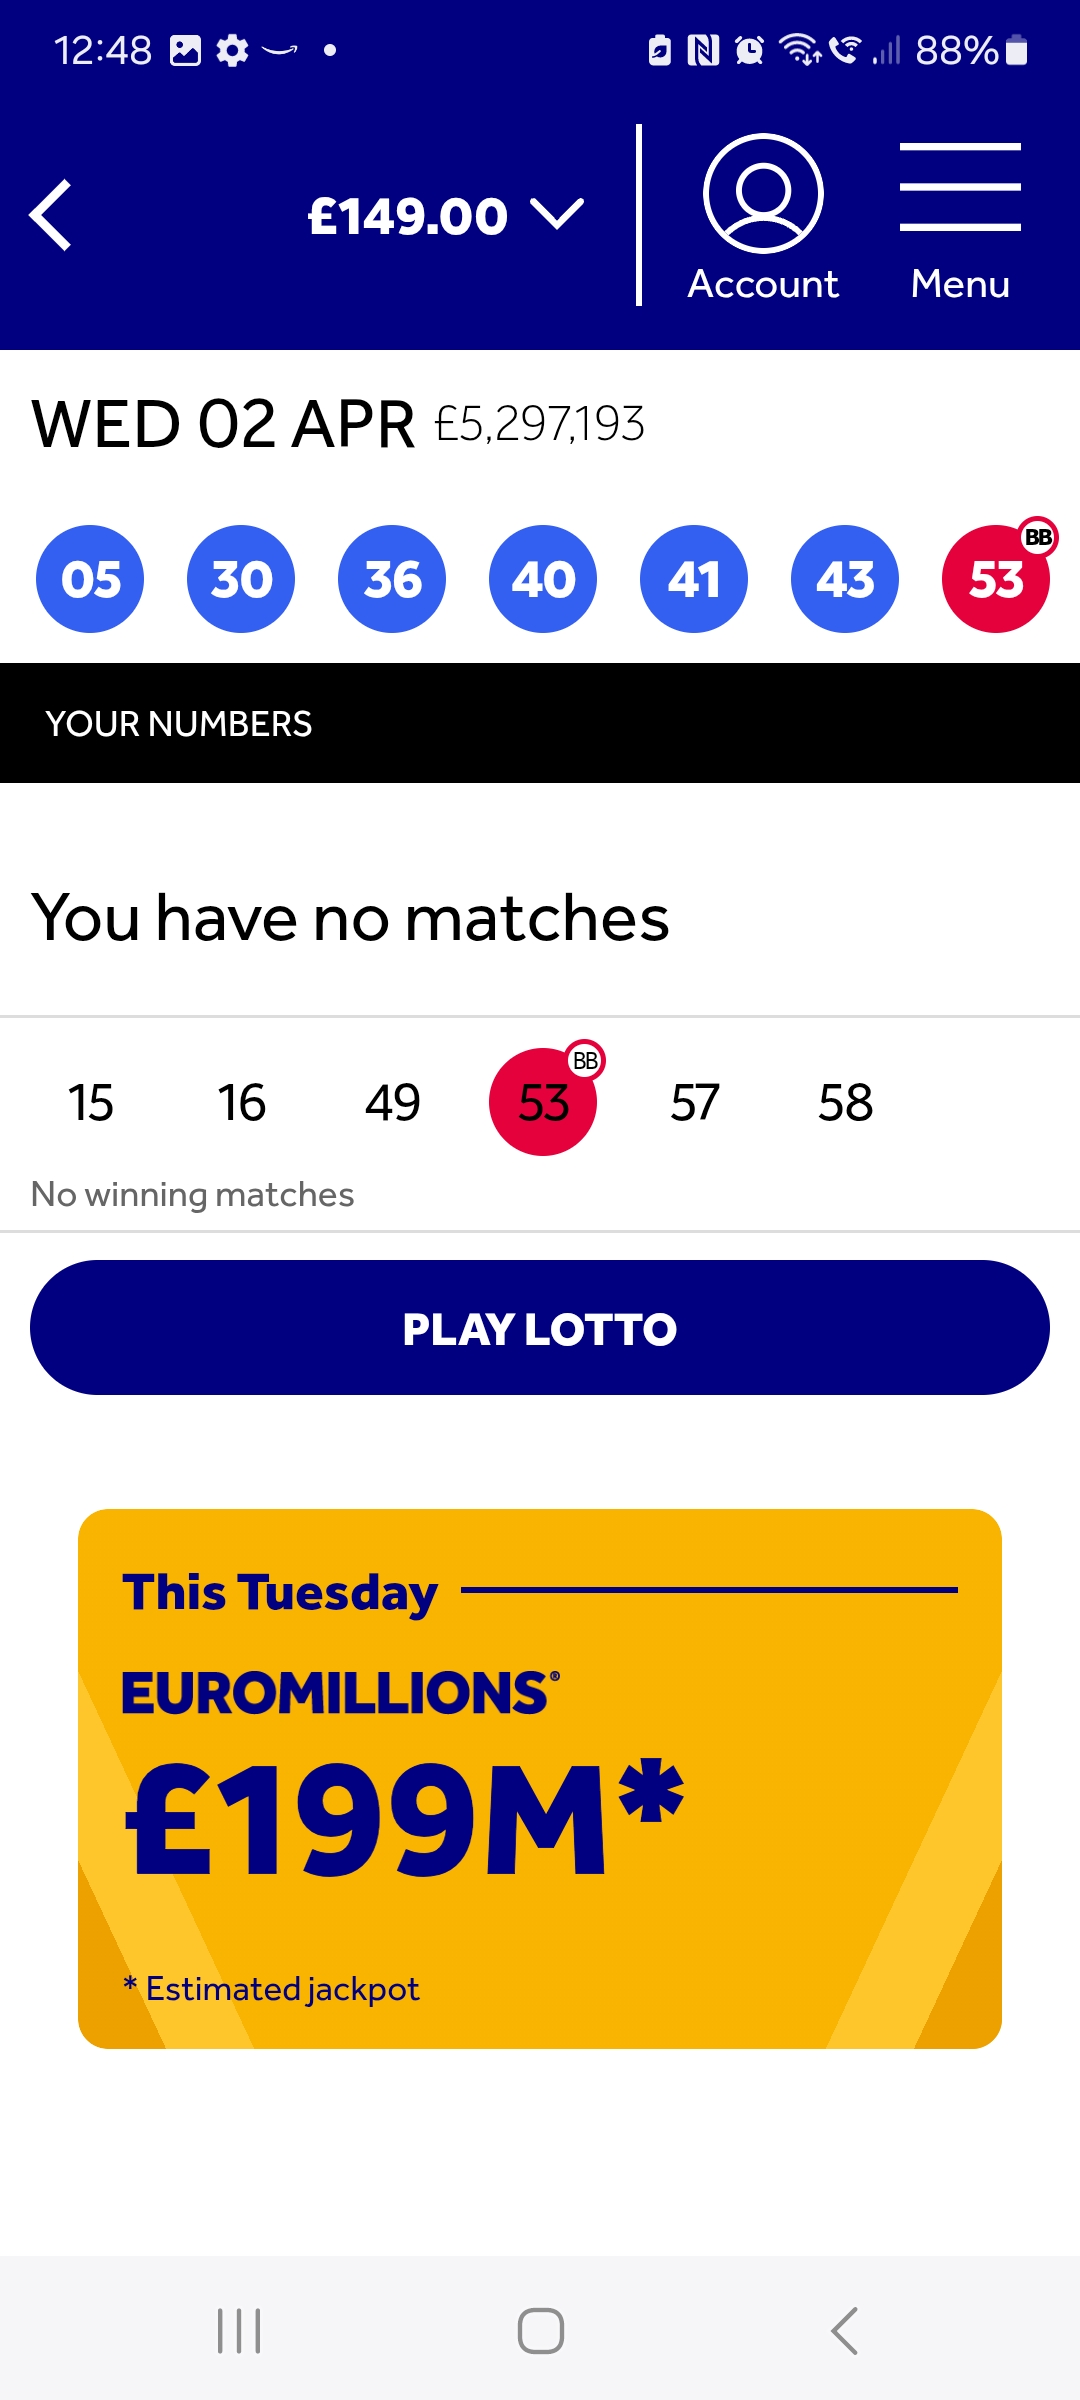 12:48 88%
£149.00
Account Menu
WED 02 APR £5,297,193
BB
05 30 36 40 41 43 53
YOUR NUMBERS
You have no matches
BB
15 16 49 53 57 58
No winning matches
PLAY LOTTO
This Tuesday
EUROMILLIONS®
£199M*
* Estimated jackpot